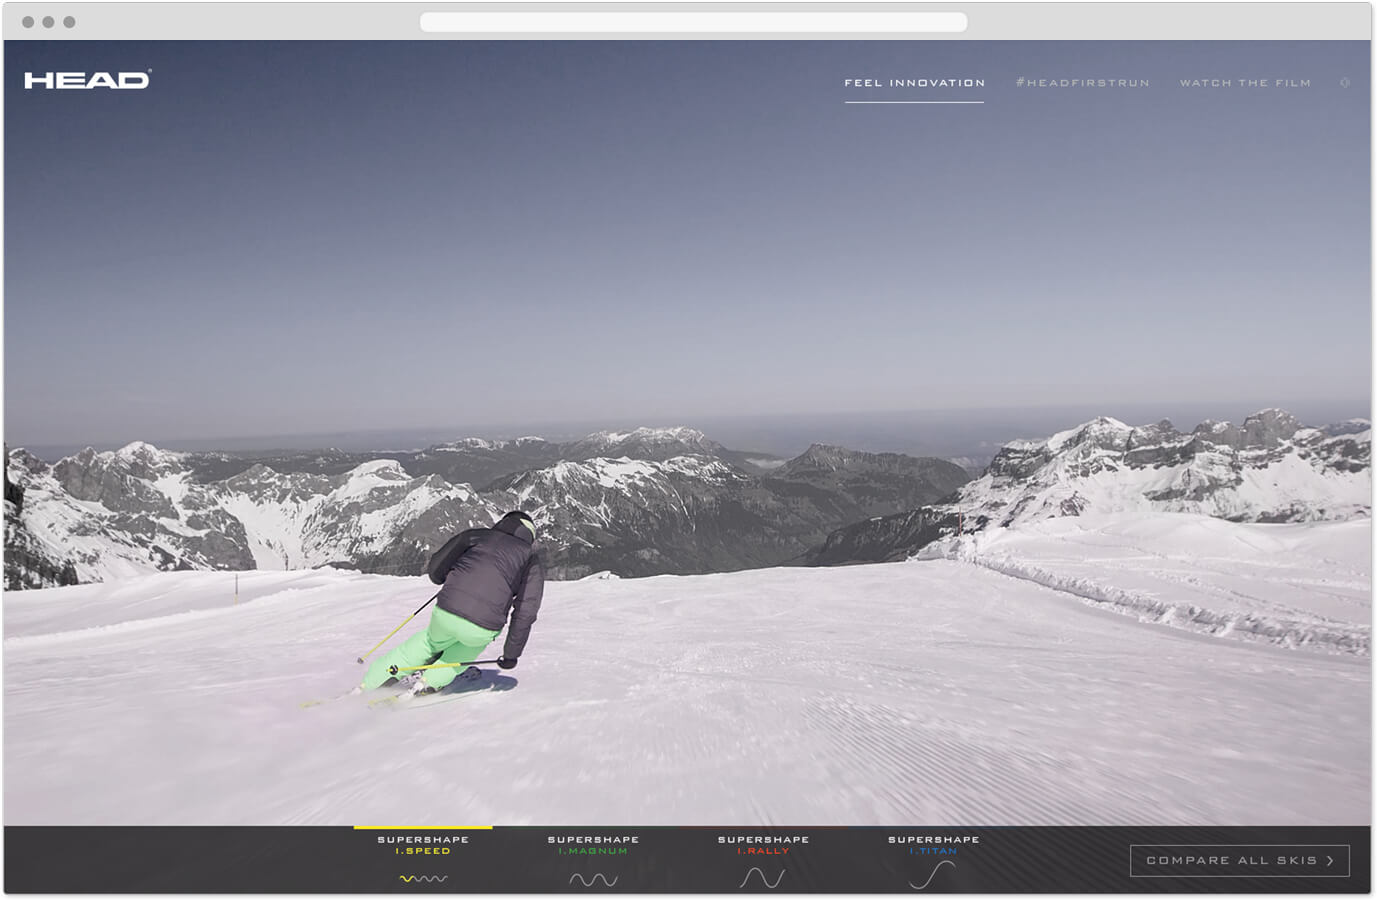 HEAD®
FEEL INNOVATION
#HEADFIRSTRUN
WATCH THE FILM
SUPERSHAPE
I.SPEED
SUPERSHAPE
I.MAGNUM
SUPERSHAPE
I.RALLY
SUPERSHAPE
I.TITAN
COMPARE ALL SKIS